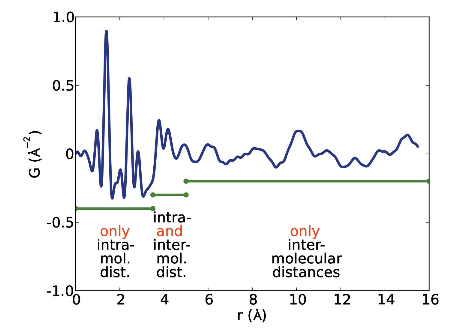 1.0
0.5
0
-0.5
-1.0
G (Å⁻²)
only
intra-
mol.
dist.
intra-
and
inter-
mol.
dist.
only
inter-
molecular
distances
0 2 4 6 8 10 12 14 16
r (Å)